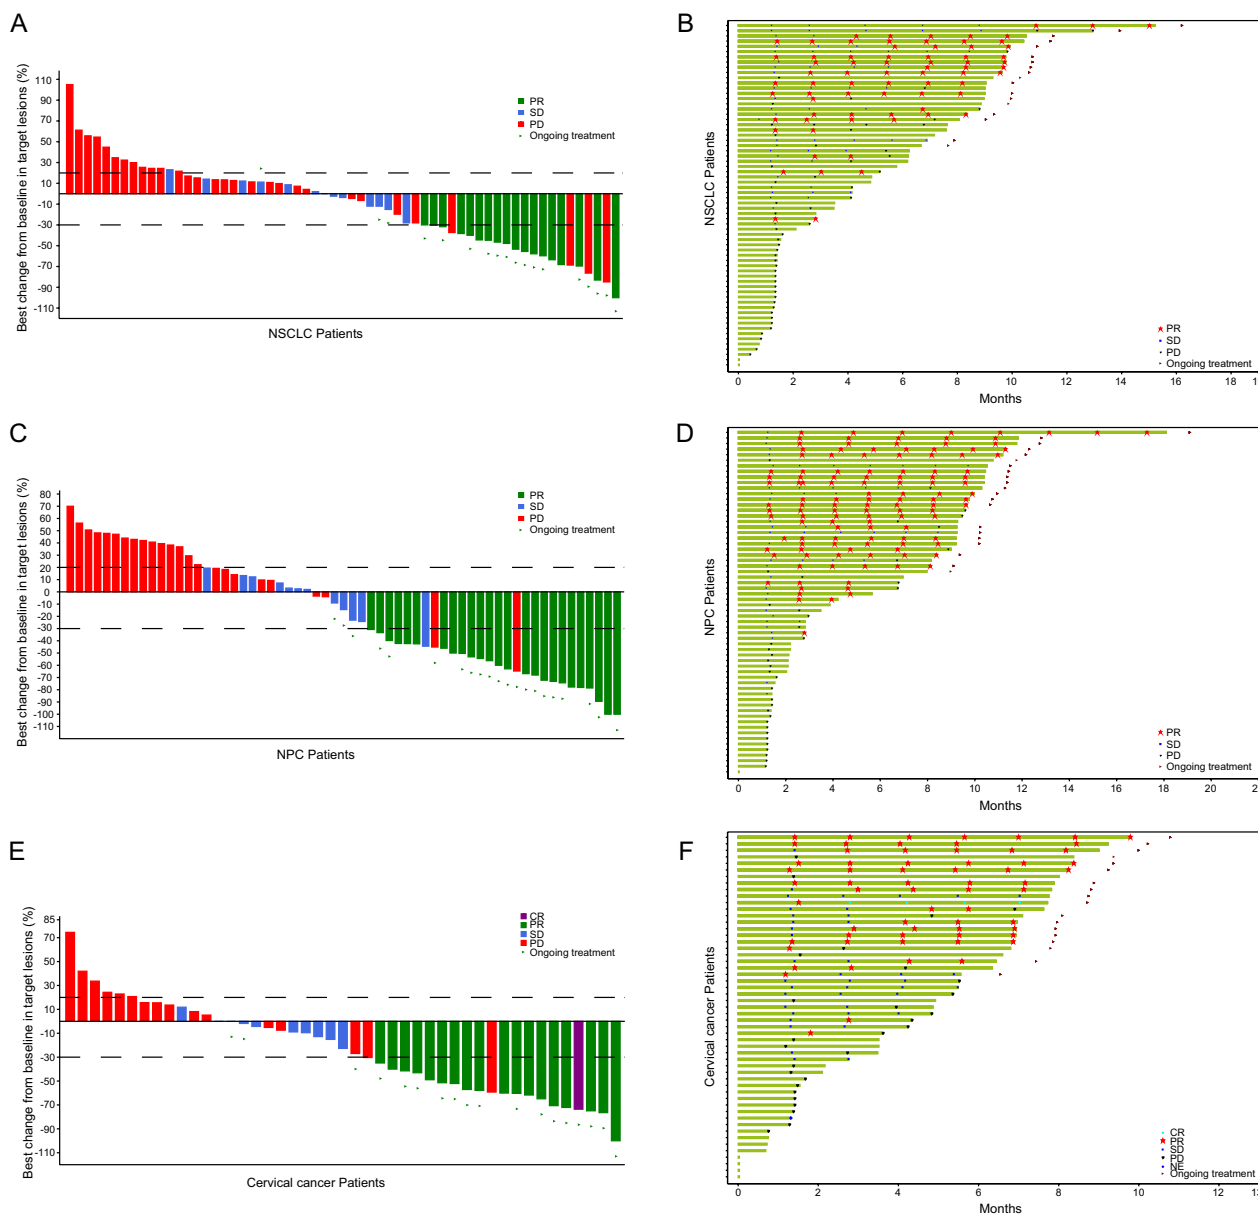 A
Best change from baseline in target lesions (%)
110
90
70
50
30
10
-10
-30
-50
-70
-90
-110
PR
SD
PD
Ongoing treatment
NSCLC Patients
B
NSCLC Patients
PR
SD
PD
Ongoing treatment
0 2 4 6 8 10 12 14 16 18 1
Months
C
Best change from baseline in target lesions (%)
80
70
60
50
40
30
20
10
0
-10
-20
-30
-40
-50
-60
-70
-80
-90
-100
-110
PR
SD
PD
Ongoing treatment
NPC Patients
D
NPC Patients
PR
SD
PD
Ongoing treatment
0 2 4 6 8 10 12 14 16 18 20 2
Months
E
Best change from baseline in target lesions (%)
85
70
50
30
10
-10
-30
-50
-70
-90
-110
CR
PR
SD
PD
Ongoing treatment
Cervical cancer Patients
F
Cervical cancer Patients
CR
PR
SD
PD
NE
Ongoing treatment
0 2 4 6 8 10 12 13
Months